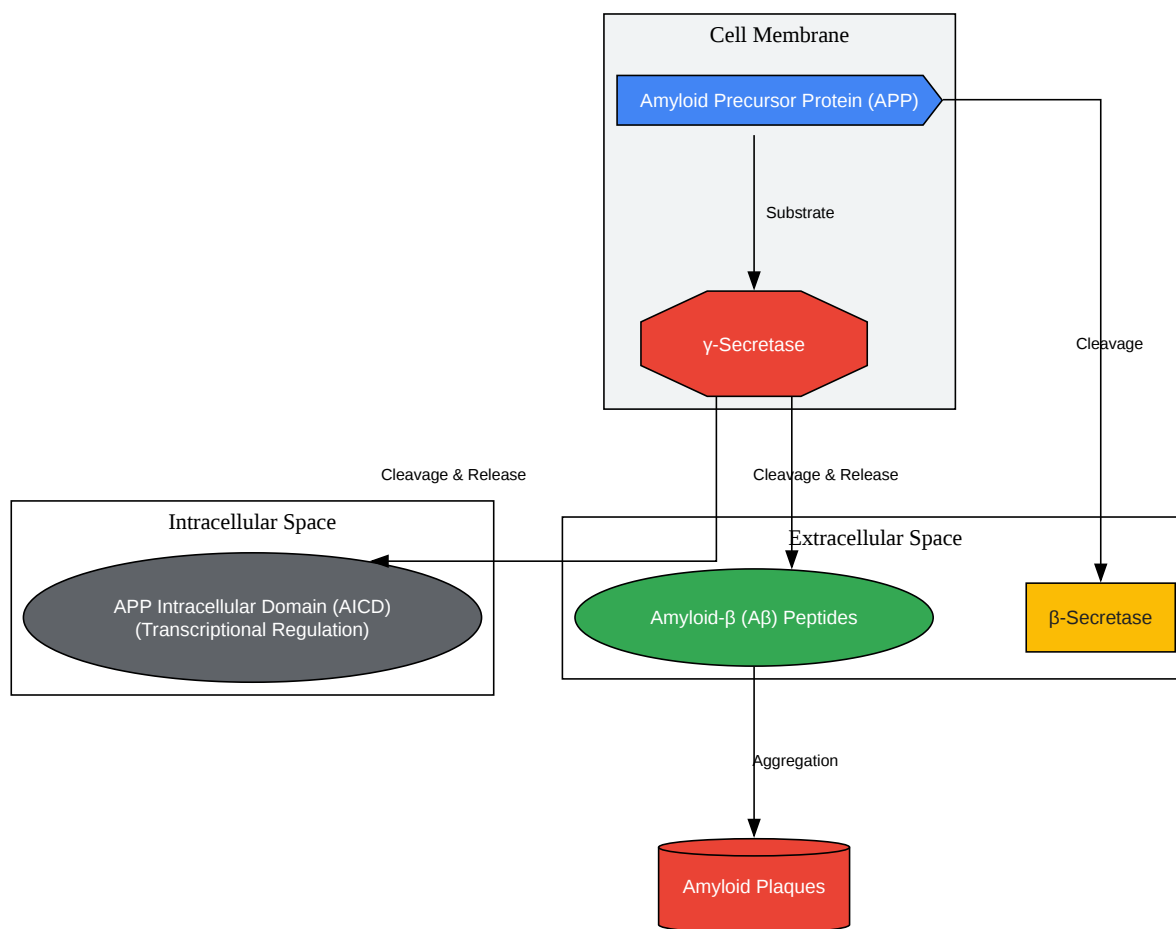 Cell Membrane
Amyloid Precursor Protein (APP)
Substrate
γ-Secretase
Cleavage
Cleavage & Release
Cleavage & Release
Intracellular Space
APP Intracellular Domain (AICD)
(Transcriptional Regulation)
Extracellular Space
Amyloid-β (Aβ) Peptides
β-Secretase
Aggregation
Amyloid Plaques